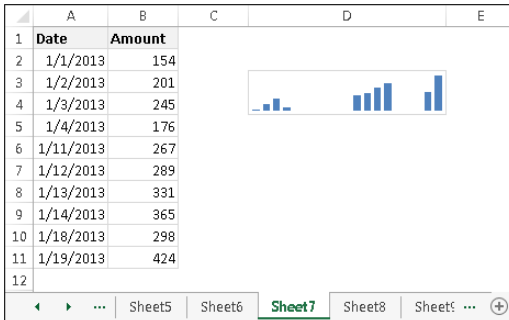 A B C D E
1 Date Amount
2 1/1/2013 154
3 1/2/2013 201
4 1/3/2013 245
5 1/4/2013 176
6 1/11/2013 267
7 1/12/2013 289
8 1/13/2013 331
9 1/14/2013 365
10 1/18/2013 298
11 1/19/2013 424
12
... Sheet5 Sheet6 Sheet7 Sheet8 ...